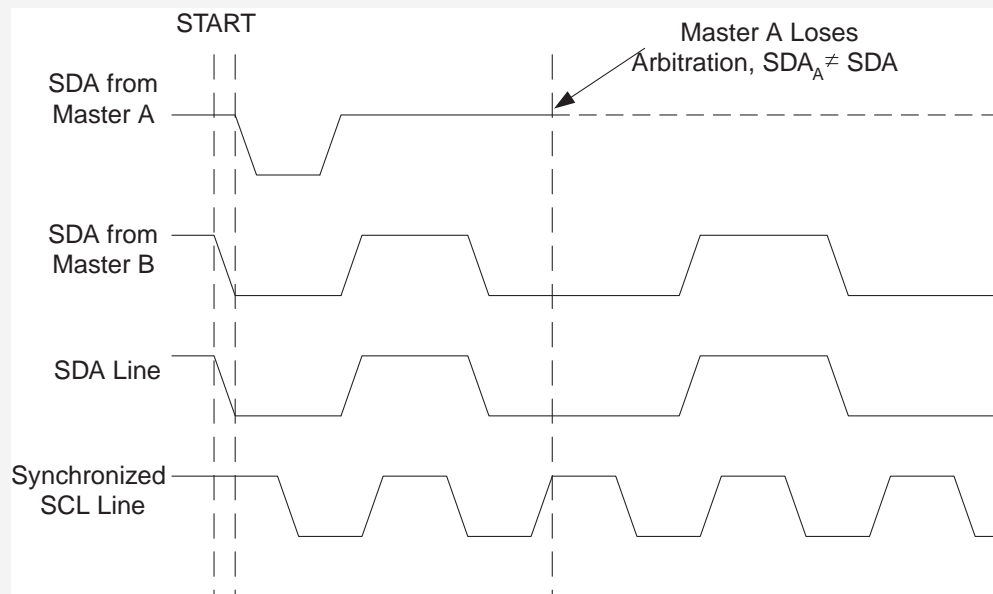 START
Master A Loses
Arbitration, SDA_A ≠ SDA
SDA from
Master A
SDA from
Master B
SDA Line
Synchronized
SCL Line